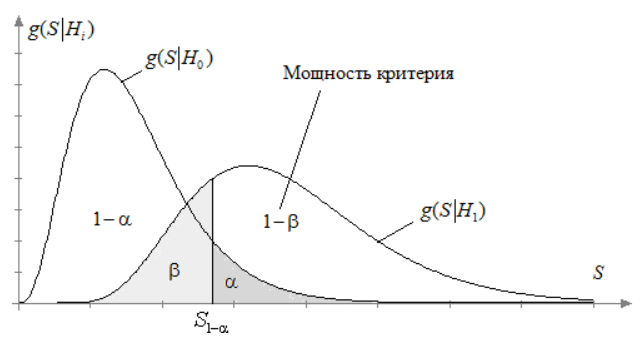 g(S|H_i)
g(S|H_0)
Мощность критерия
1−α
1−β
g(S|H_1)
β
α
S
S_{1−α}